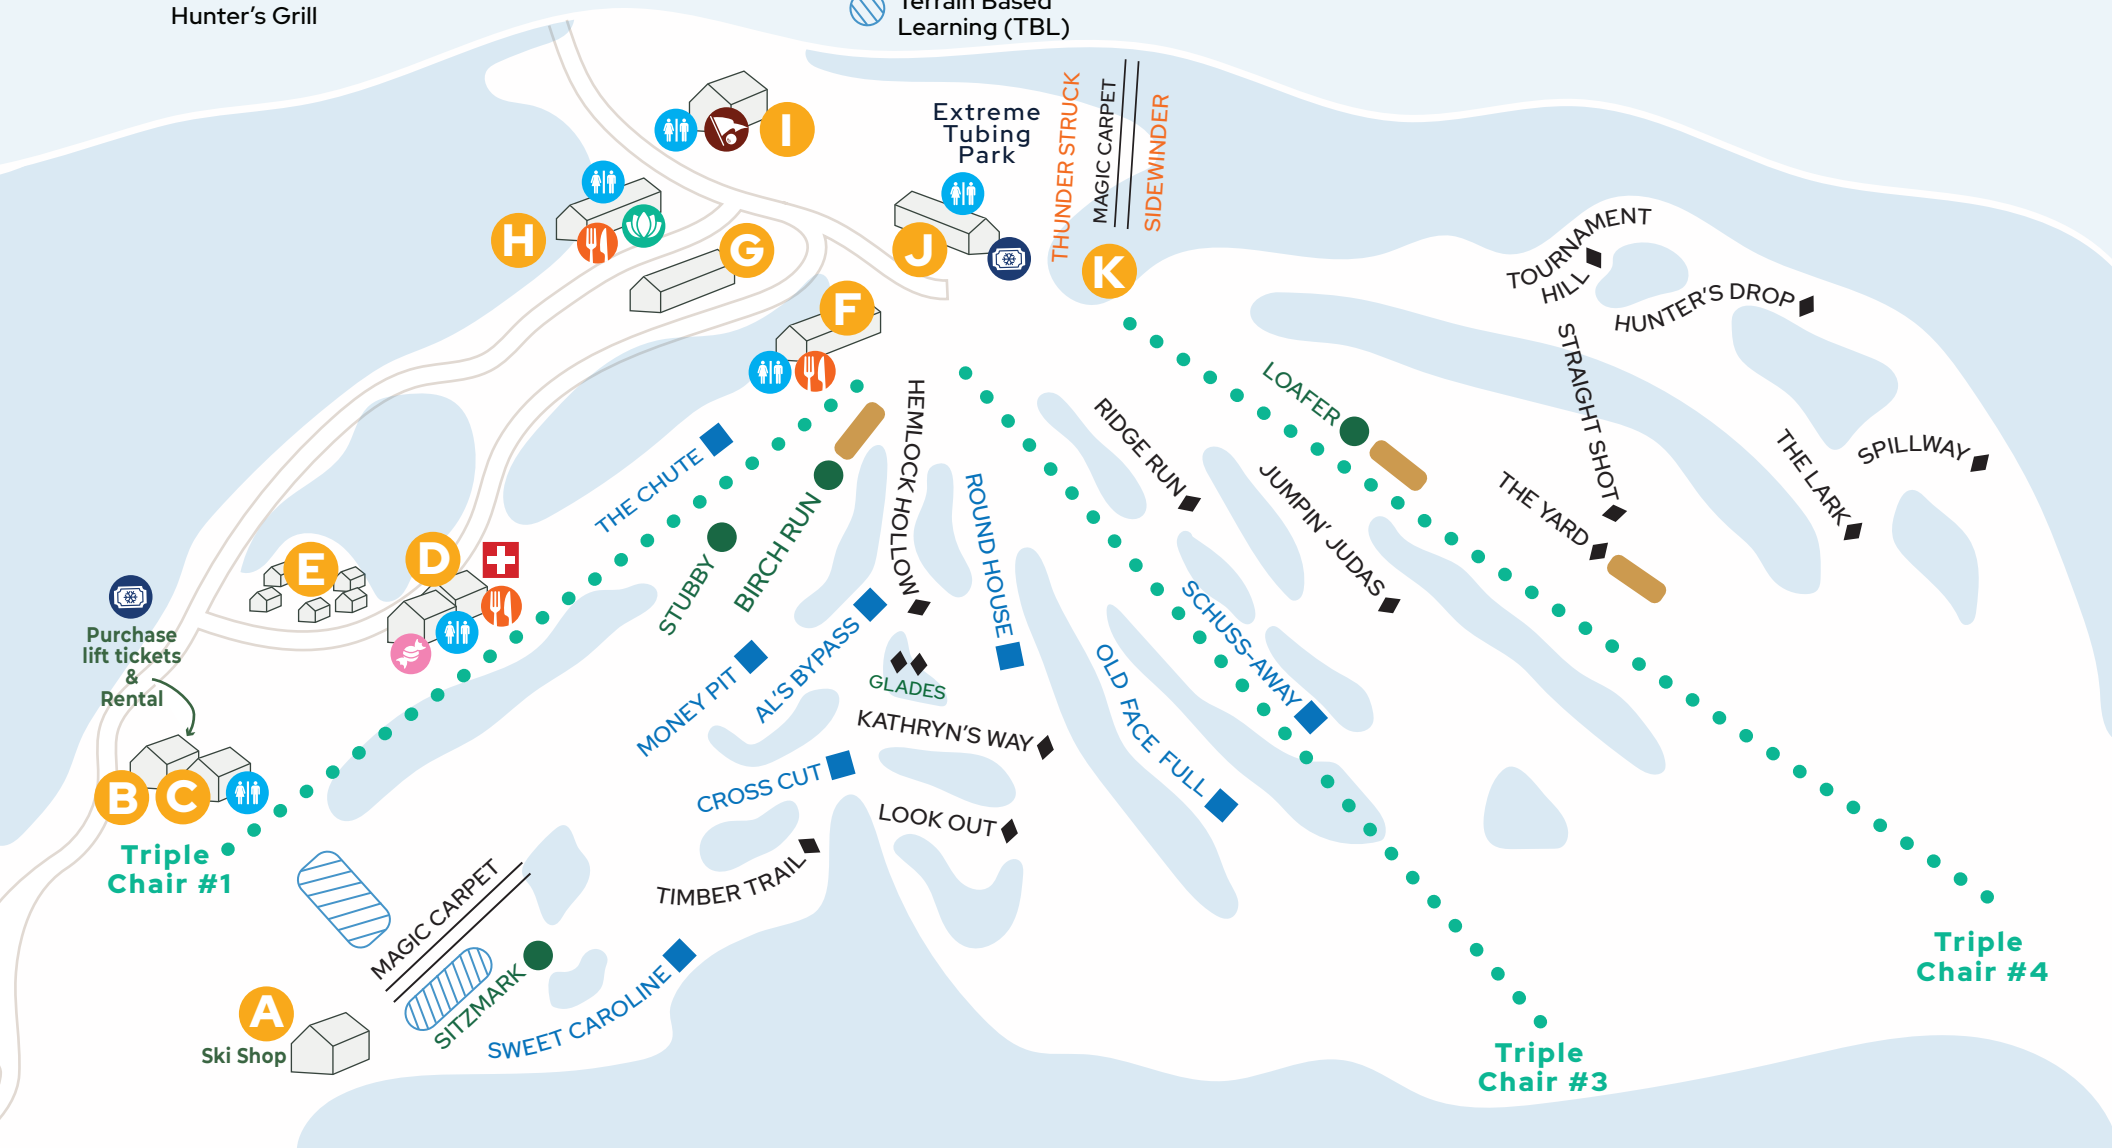 Hunter's Grill
Terrain Based
Learning (TBL)
I
Extreme
Tubing
Park
THUNDER STRUCK
MAGIC CARPET
SIDEWINDER
H
G
J
K
F
TOURNAMENT
HILL
HUNTER'S DROP
STRAIGHT SHOT
LOAFER
THE CHUTE
HEMLOCK HOLLOW
RIDGE RUN
JUMPIN' JUDAS
THE YARD
THE LARK
SPILLWAY
BIRCH RUN
STUBBY
ROUND HOUSE
E
D
Purchase
lift tickets
&
Rental
MONEY PIT
AL'S BYPASS
GLADES
KATHRYN'S WAY
OLD FACE FULL
SCHUSS-AWAY
B
C
CROSS CUT
LOOK OUT
TIMBER TRAIL
Triple
Chair #1
MAGIC CARPET
SITZMARK
SWEET CAROLINE
A
Ski Shop
Triple
Chair #4
Triple
Chair #3